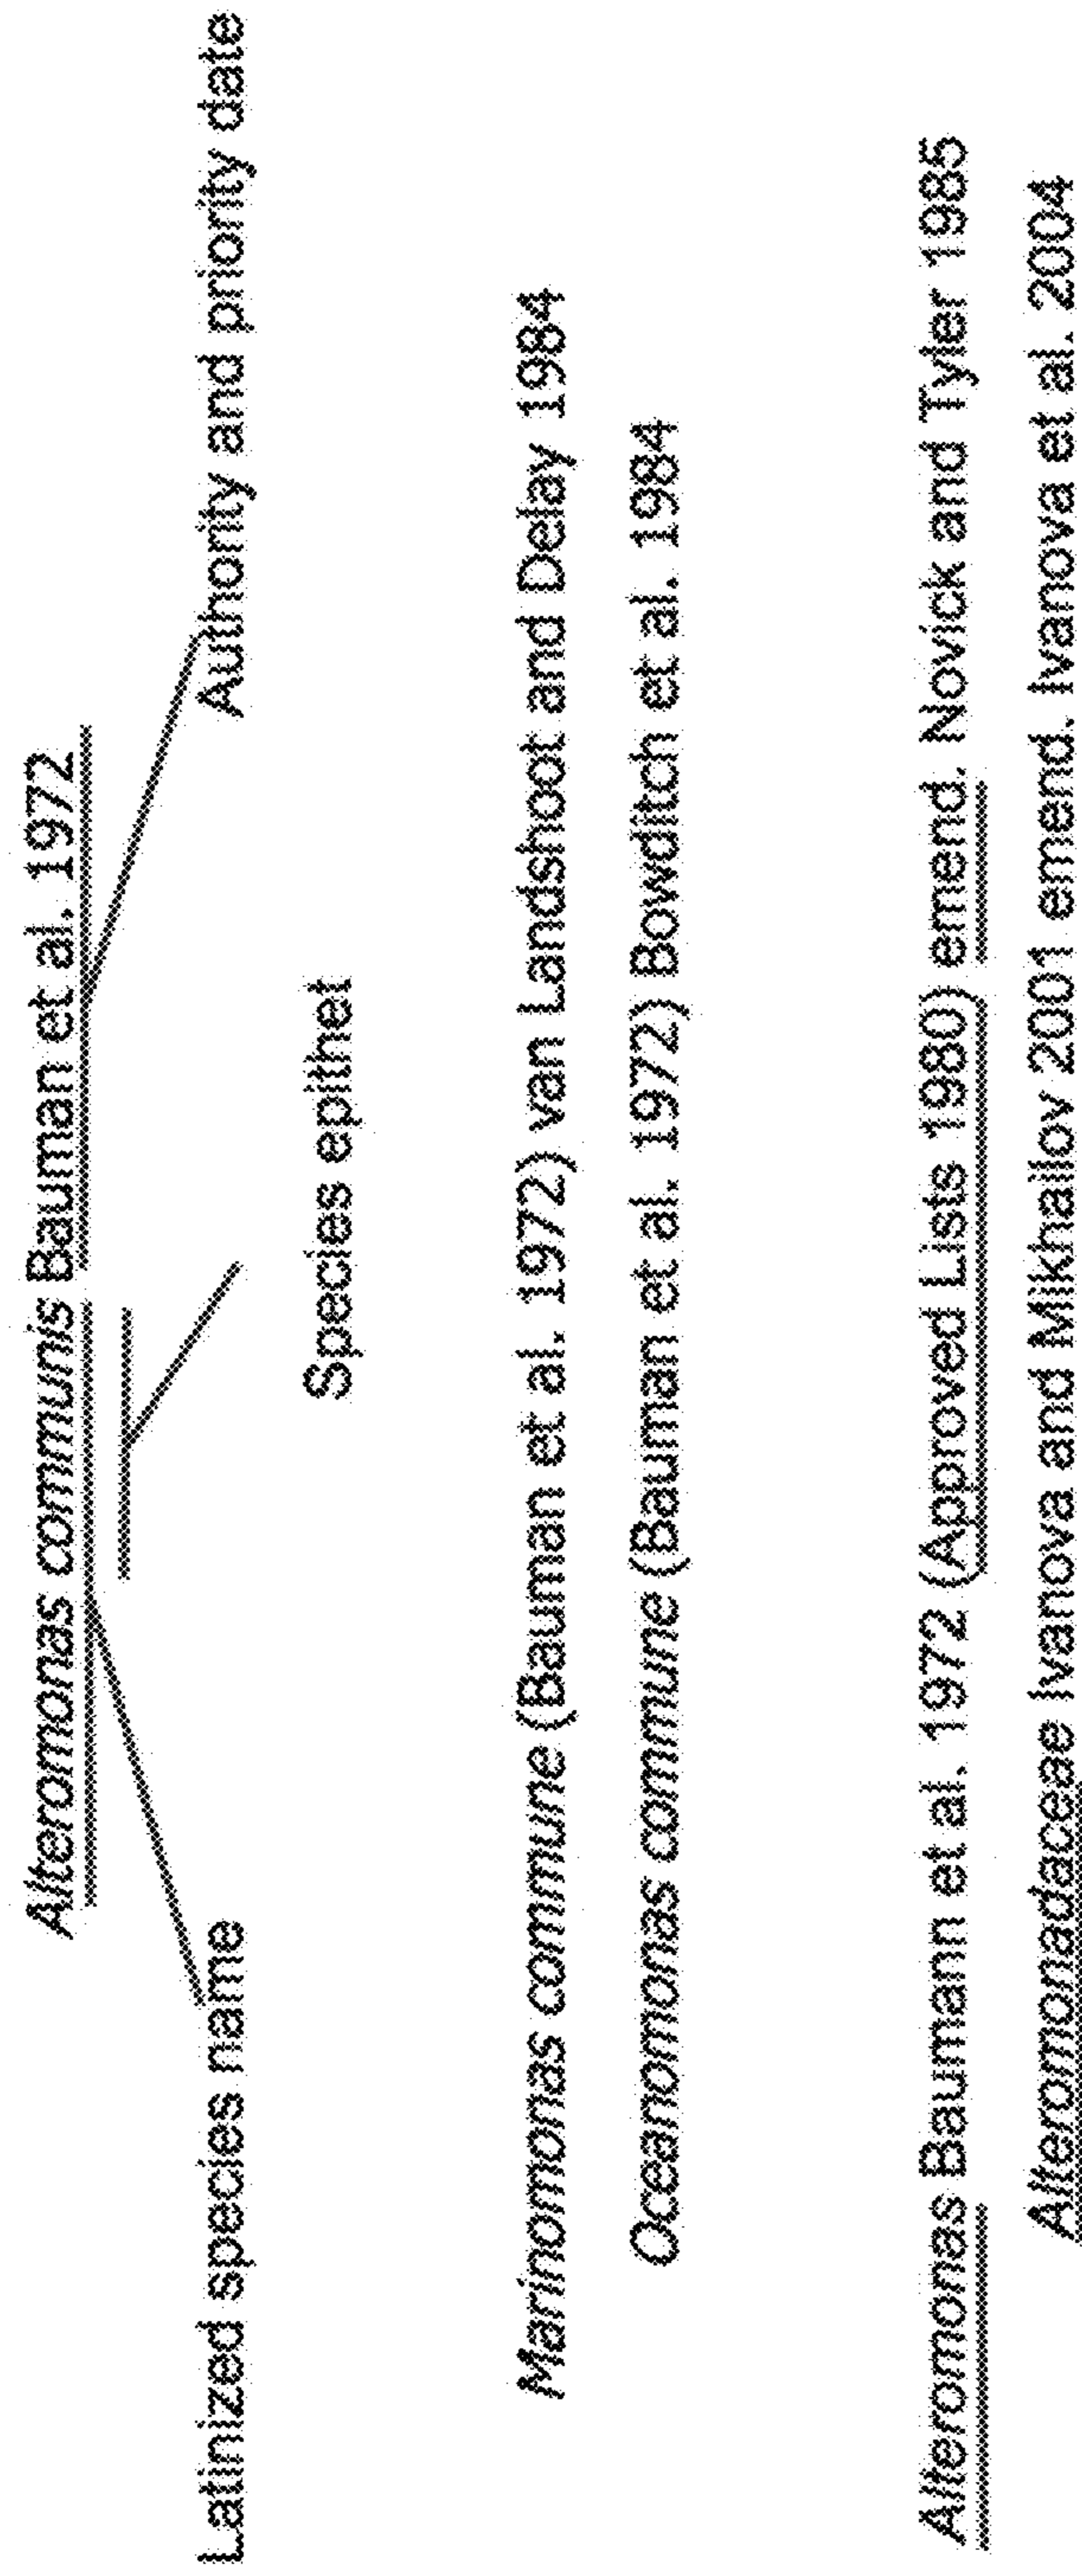 Alteromonas communis Bauman et al. 1972
Latinized species name
Authority and priority date
Species epithet
Marinomonas commune (Bauman et al. 1972) van Landshoot and Delay 1984
Oceanomonas commune (Bauman et al. 1972) Bowditch et al. 1984
Alteromonas Baumann et al. 1972 (Approved Lists 1980) emend. Novick and Tyler 1985
Alteromonadaceae Ivanova and Mikhailov 2001 emend. Ivanova et al. 2004